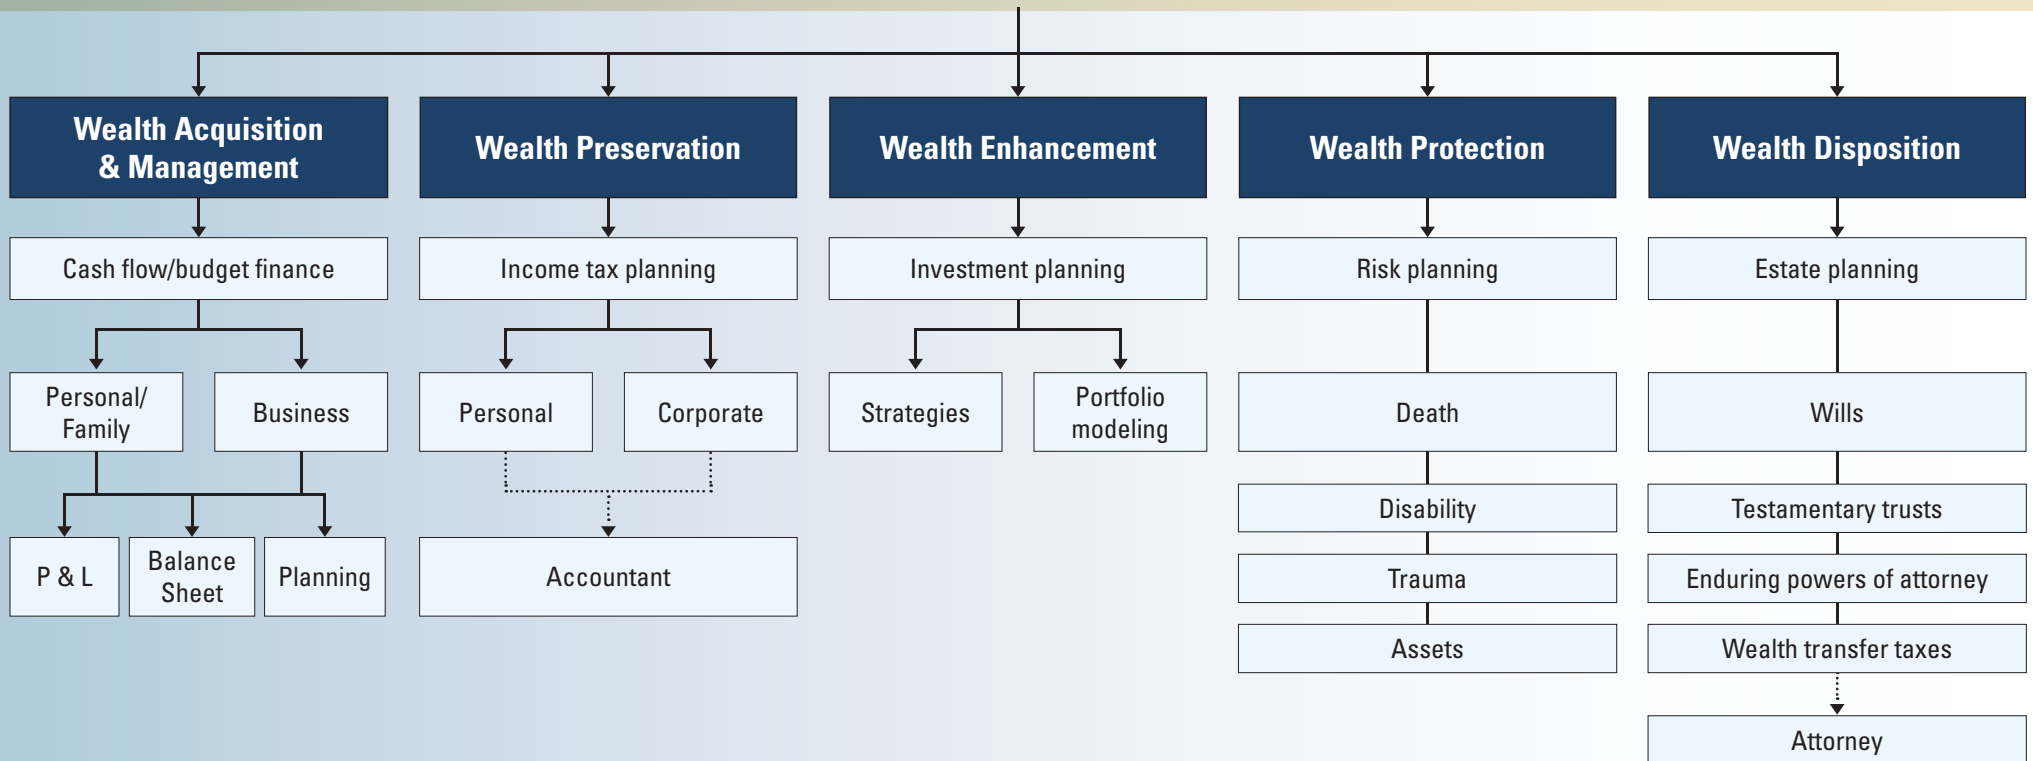 Wealth Acquisition
& Management
Wealth Preservation
Wealth Enhancement
Wealth Protection
Wealth Disposition
Cash flow/budget finance
Income tax planning
Investment planning
Risk planning
Estate planning
Personal/
Family
Business
Personal
Corporate
Strategies
Portfolio
modeling
Death
Wills
Disability
Testamentary trusts
P & L
Balance
Sheet
Planning
Accountant
Trauma
Enduring powers of attorney
Assets
Wealth transfer taxes
Attorney